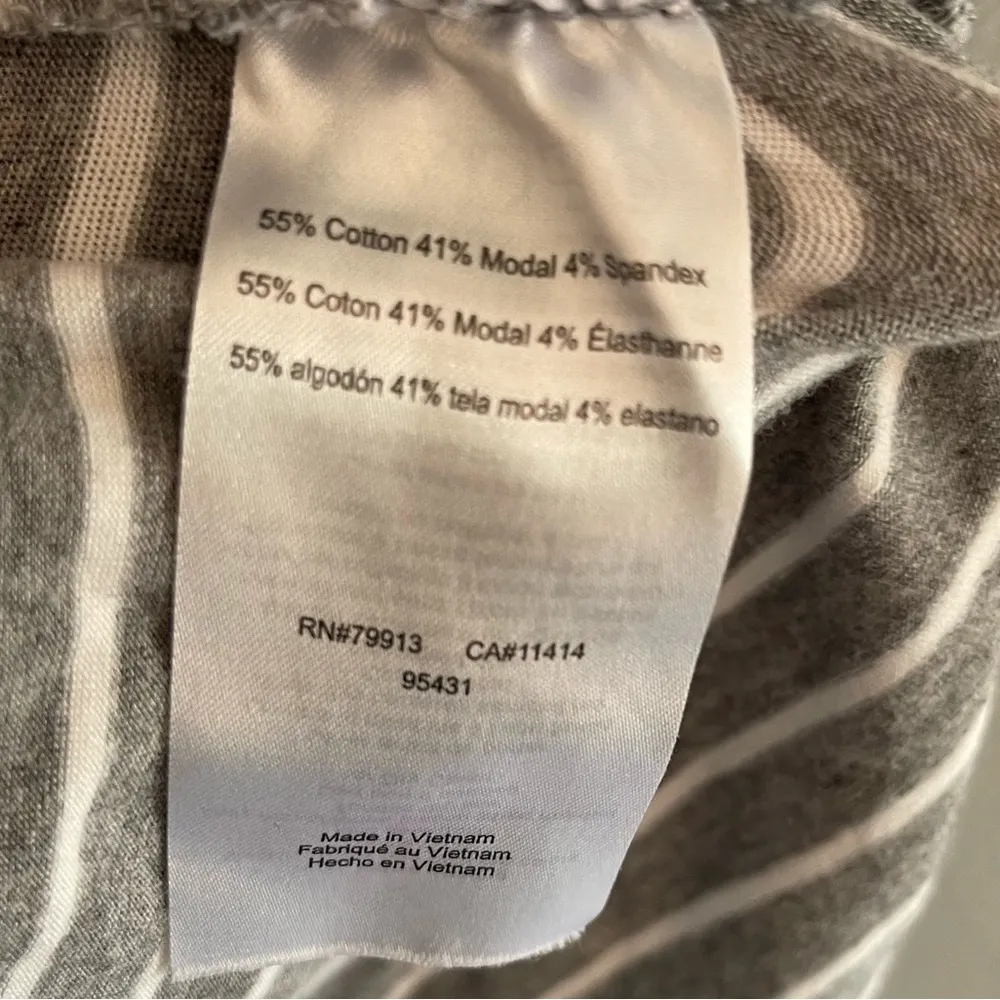 55% Cotton 41% Modal 4% Spandex
55% Coton 41% Modal 4% Élasthanne
55% algodón 41% tela modal 4% elastano
RN#79913 CA#11414
95431
Made in Vietnam
Fabriqué au Vietnam
Hecho en Vietnam